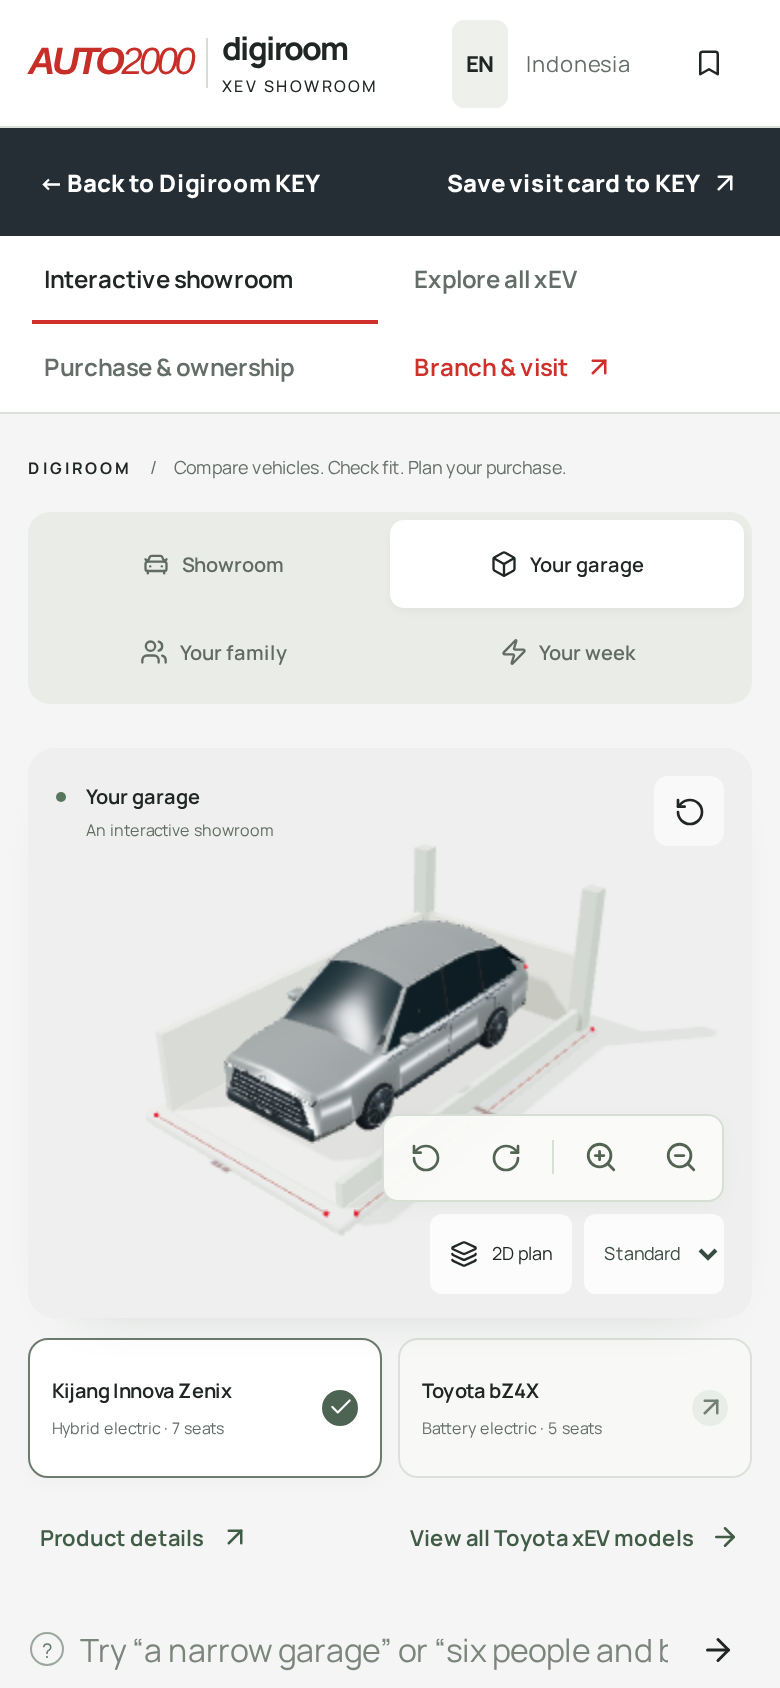 AUTO2000
digiroom
XEV SHOWROOM
EN
Indonesia
← Back to Digiroom KEY
Save visit card to KEY
Interactive showroom
Explore all xEV
Purchase & ownership
Branch & visit
DIGIROOM / Compare vehicles. Check fit. Plan your purchase.
Showroom
Your garage
Your family
Your week
Your garage
An interactive showroom
2D plan
Standard
Kijang Innova Zenix
Hybrid electric · 7 seats
Toyota bZ4X
Battery electric · 5 seats
Product details
View all Toyota xEV models
? Try “a narrow garage” or “six people and